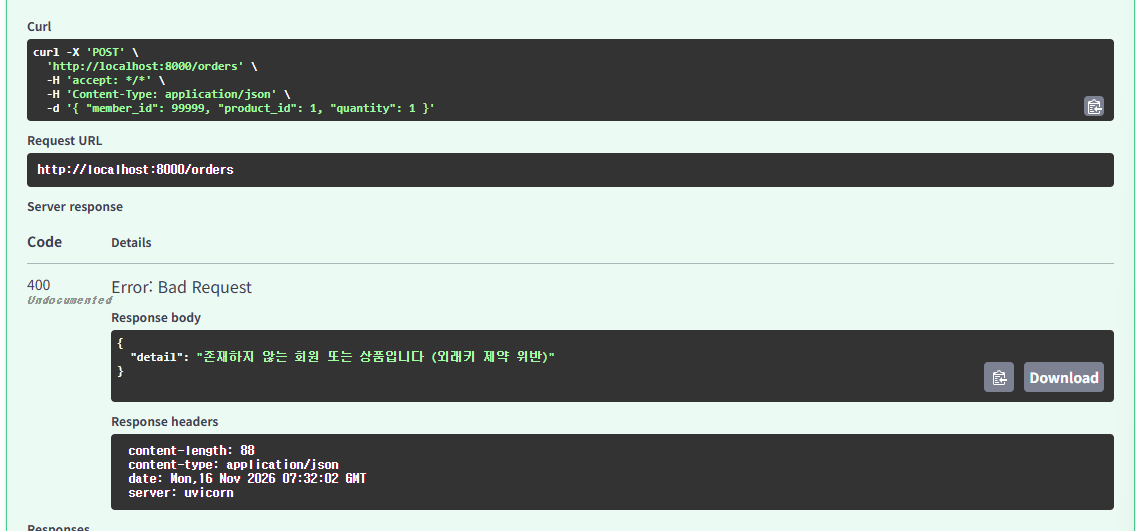 Curl
curl -X 'POST' \
'http://localhost:8000/orders' \
-H 'accept: */*' \
-H 'Content-Type: application/json' \
-d '{ "member_id": 99999, "product_id": 1, "quantity": 1 }'
Request URL
http://localhost:8000/orders
Server response
Code Details
400 Error: Bad Request
Undocumented
Response body
{
"detail": "존재하지 않는 회원 또는 상품입니다 (외래키 제약 위반)"
}
Download
Response headers
content-length: 88
content-type: application/json
date: Mon,16 Nov 2026 07:32:02 GMT
server: uvicorn
Responses